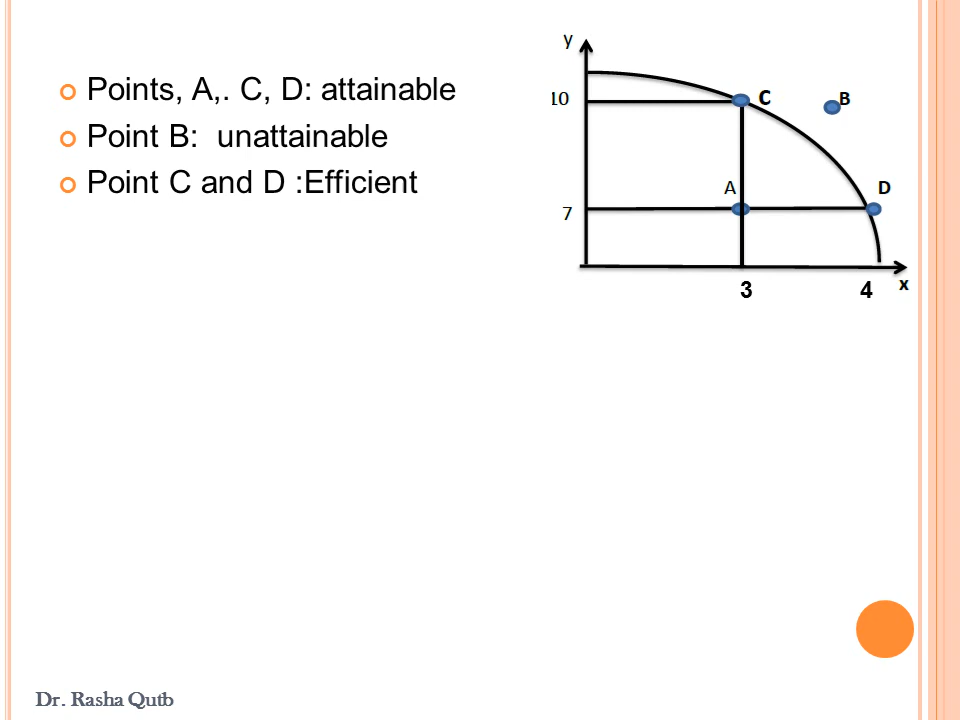 Points, A,. C, D: attainable
Point B: unattainable
Point C and D :Efficient
y
10
C
B
A
D
7
3
4
x
Dr. Rasha Qutb